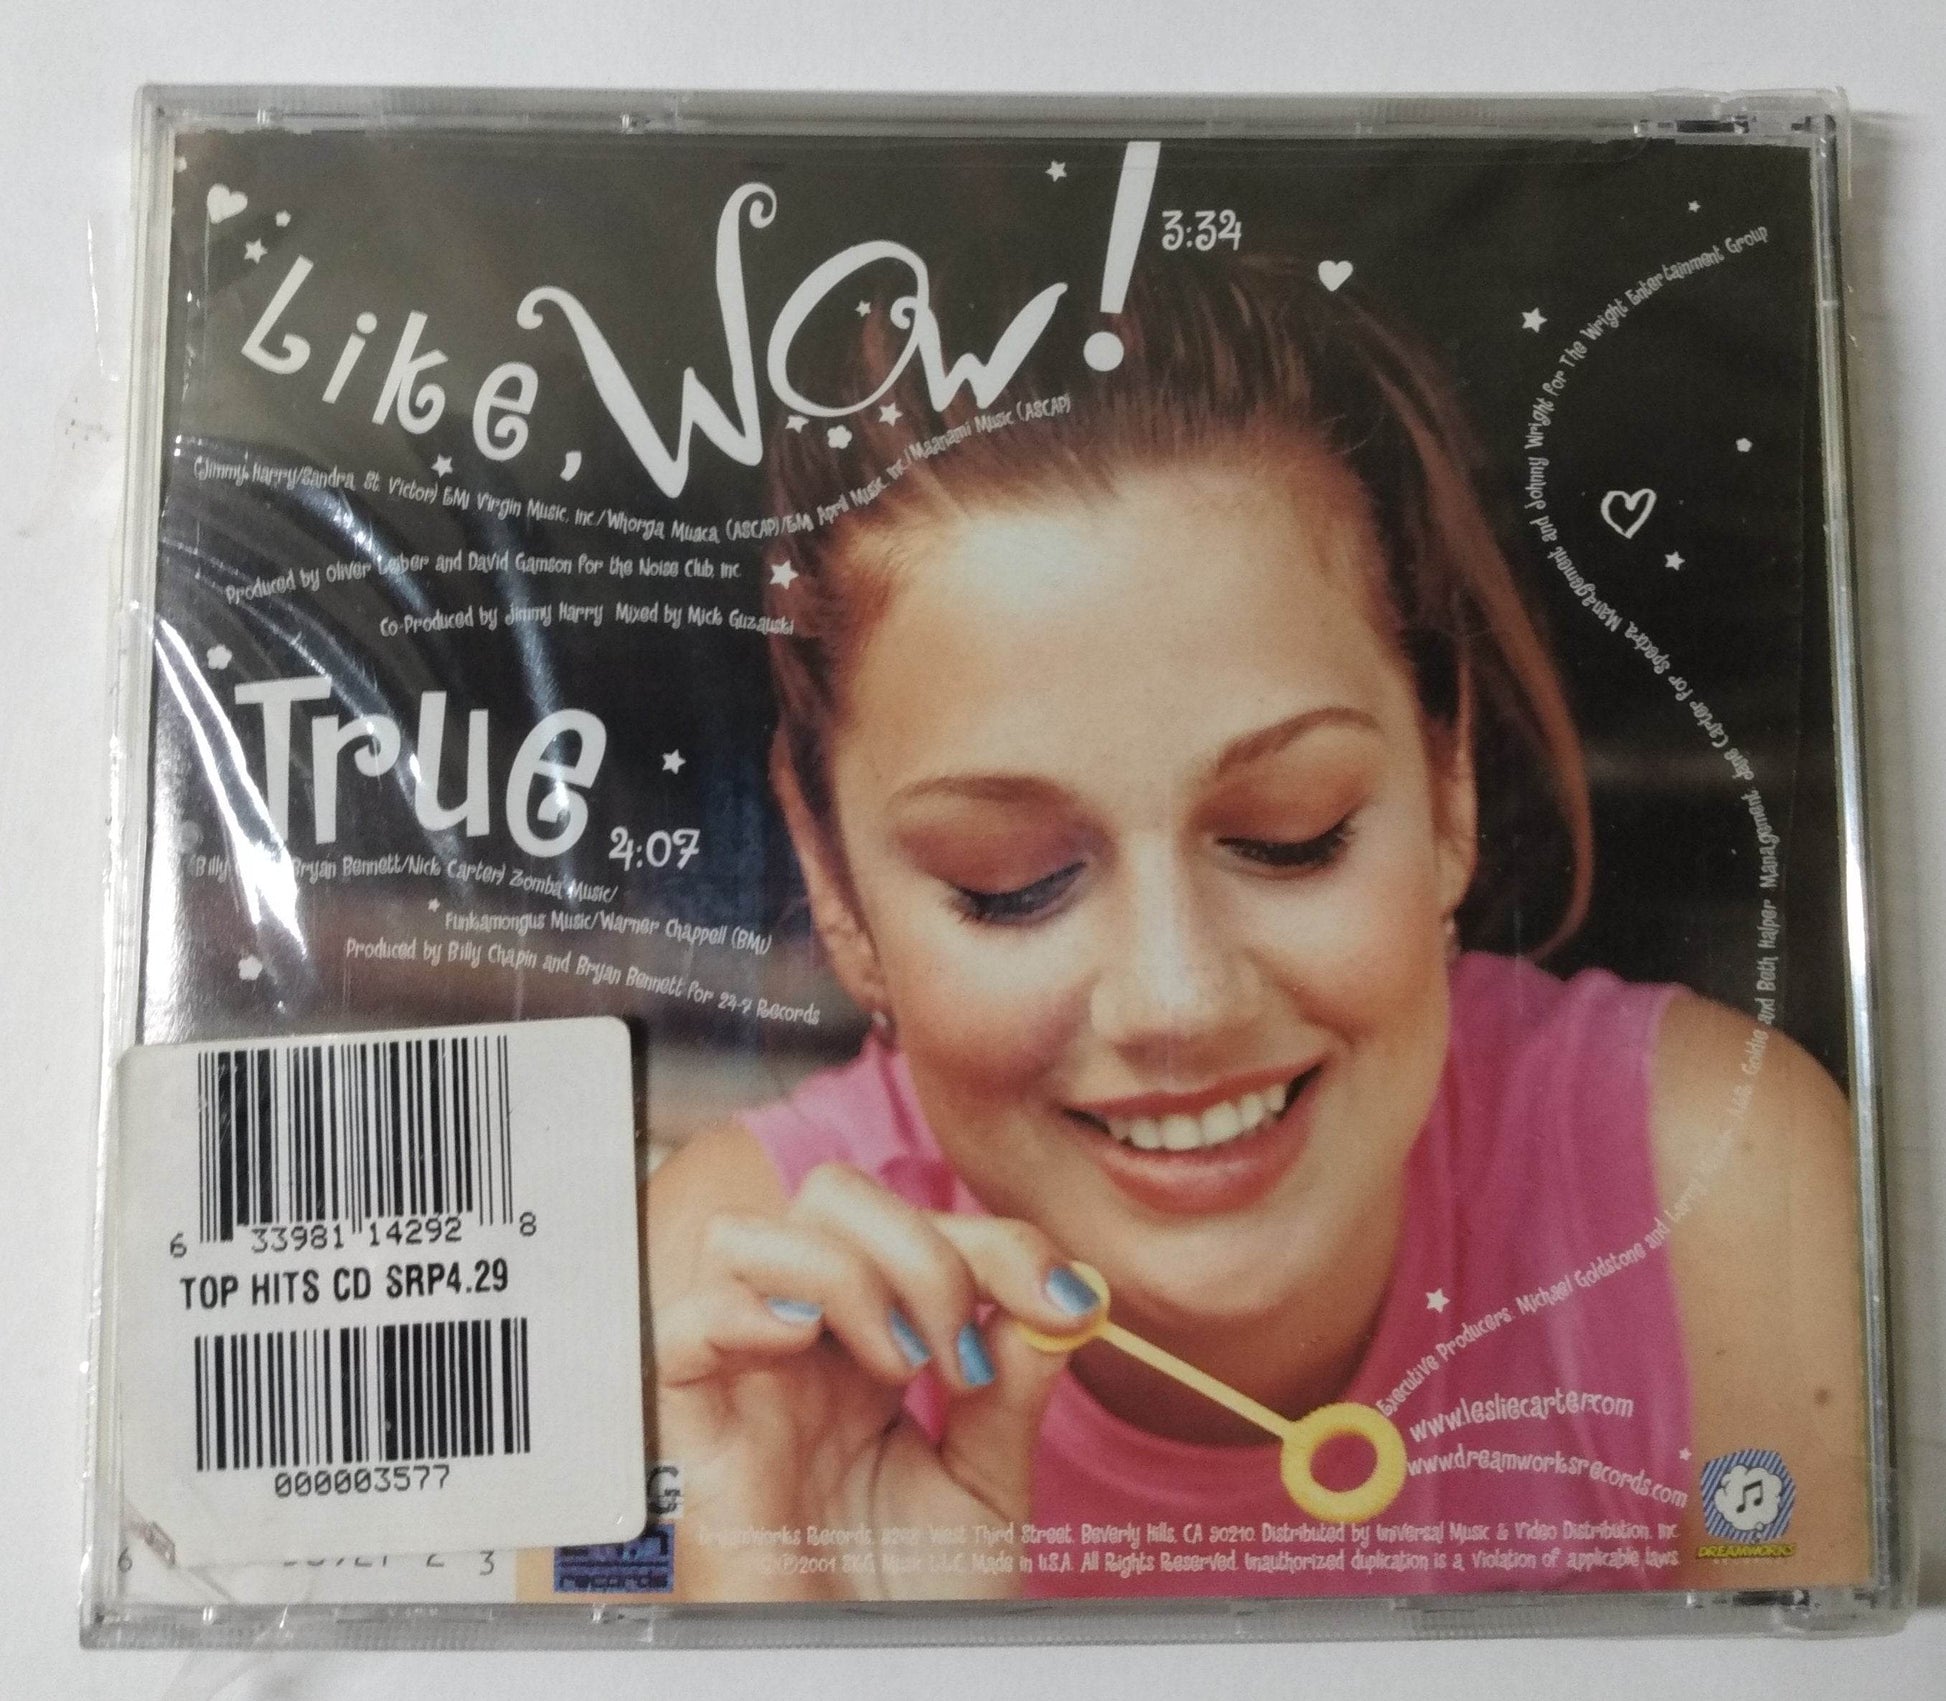 Like, Wow! 3:34
(Jimmy Harry/Sandra St. Victor) EMI Virgin Music, Inc./Whorga Musica (ASCAP)/EMI April Music, Inc./Maanami Music (ASCAP)
Produced by Oliver Leiber and David Gamson for the Noise Club, Inc.
Co-Produced by Jimmy Harry Mixed by Mick Guzauski
True 4:07
(Billy Bryan Bennett/Nick Carter) Zomba Music/
Funkamongus Music/Warner Chappell (BMI)
Produced by Billy Chapin and Bryan Bennett for 24-7 Records
Executive Producers: Michael Goldstone and Larry Goldie and Beth Halper Management: Jane Carter for Spectra Management and Johnny Wright for The Wright Entertainment Group
www.lesliecarter.com
www.dreamworksrecords.com
DREAMWORKS
6 33981 14292 8
TOP HITS CD SRP4.29
000003577
records
DreamWorks Records, West Third Street, Beverly Hills, CA 90210. Distributed by Universal Music & Video Distribution, Inc.
℗2001 SKG Music L.L.C. Made in U.S.A. All Rights Reserved. Unauthorized duplication is a violation of applicable laws.